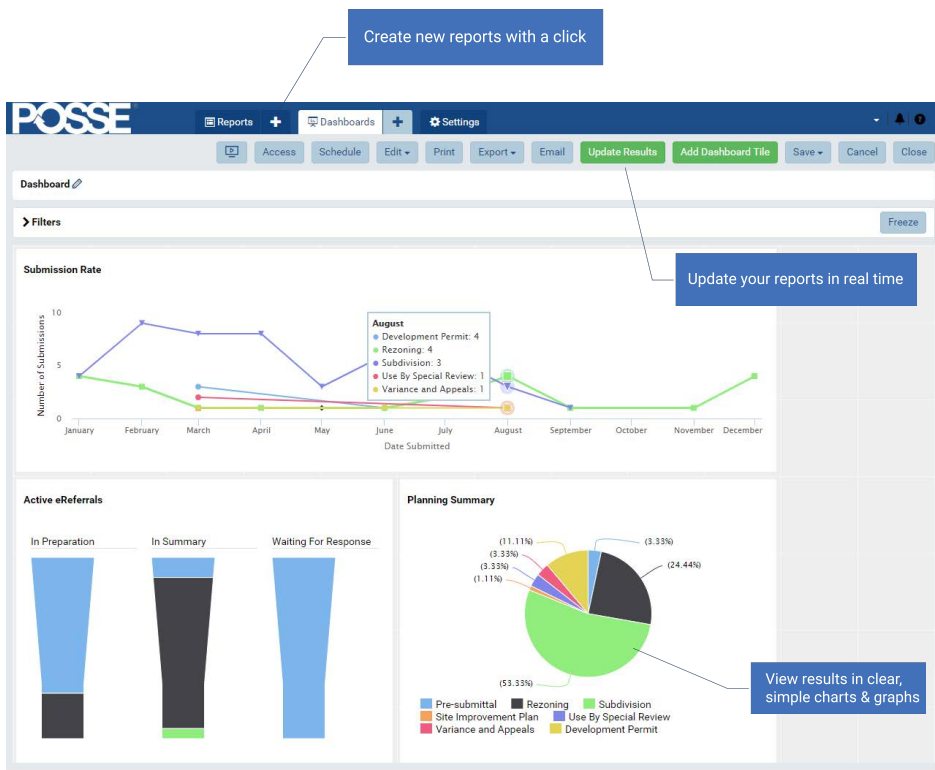 Create new reports with a click
POSSE
Reports
+
Dashboards
+
Settings
Access
Schedule
Edit
Print
Export
Email
Update Results
Add Dashboard Tile
Save
Cancel
Close
Dashboard
Filters
Freeze
Update your reports in real time
Submission Rate
10
5
0
Number of Submissions
August
Development Permit: 4
Rezoning: 4
Subdivision: 3
Use By Special Review: 1
Variance and Appeals: 1
January February March April May June July August September October November December
Date Submitted
Active eReferrals
In Preparation
In Summary
Waiting For Response
Planning Summary
(11.11%)
(3.33%)
(3.33%)
(1.11%)
(3.33%)
(24.44%)
(53.33%)
Pre-submittal Rezoning Subdivision
Site Improvement Plan Use By Special Review
Variance and Appeals Development Permit
View results in clear,
simple charts & graphs